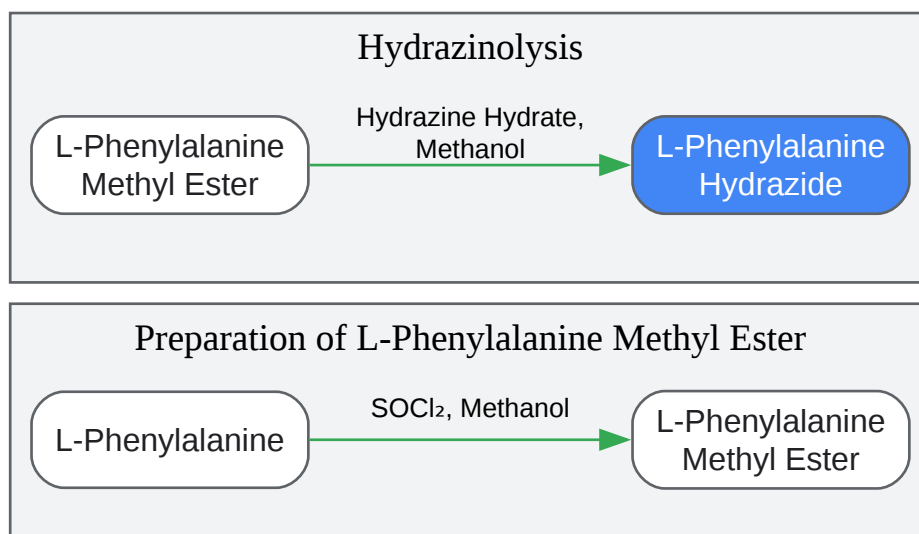 Hydrazinolysis
L-Phenylalanine
Methyl Ester
Hydrazine Hydrate,
Methanol
L-Phenylalanine
Hydrazide
Preparation of L-Phenylalanine Methyl Ester
L-Phenylalanine
SOCl₂, Methanol
L-Phenylalanine
Methyl Ester